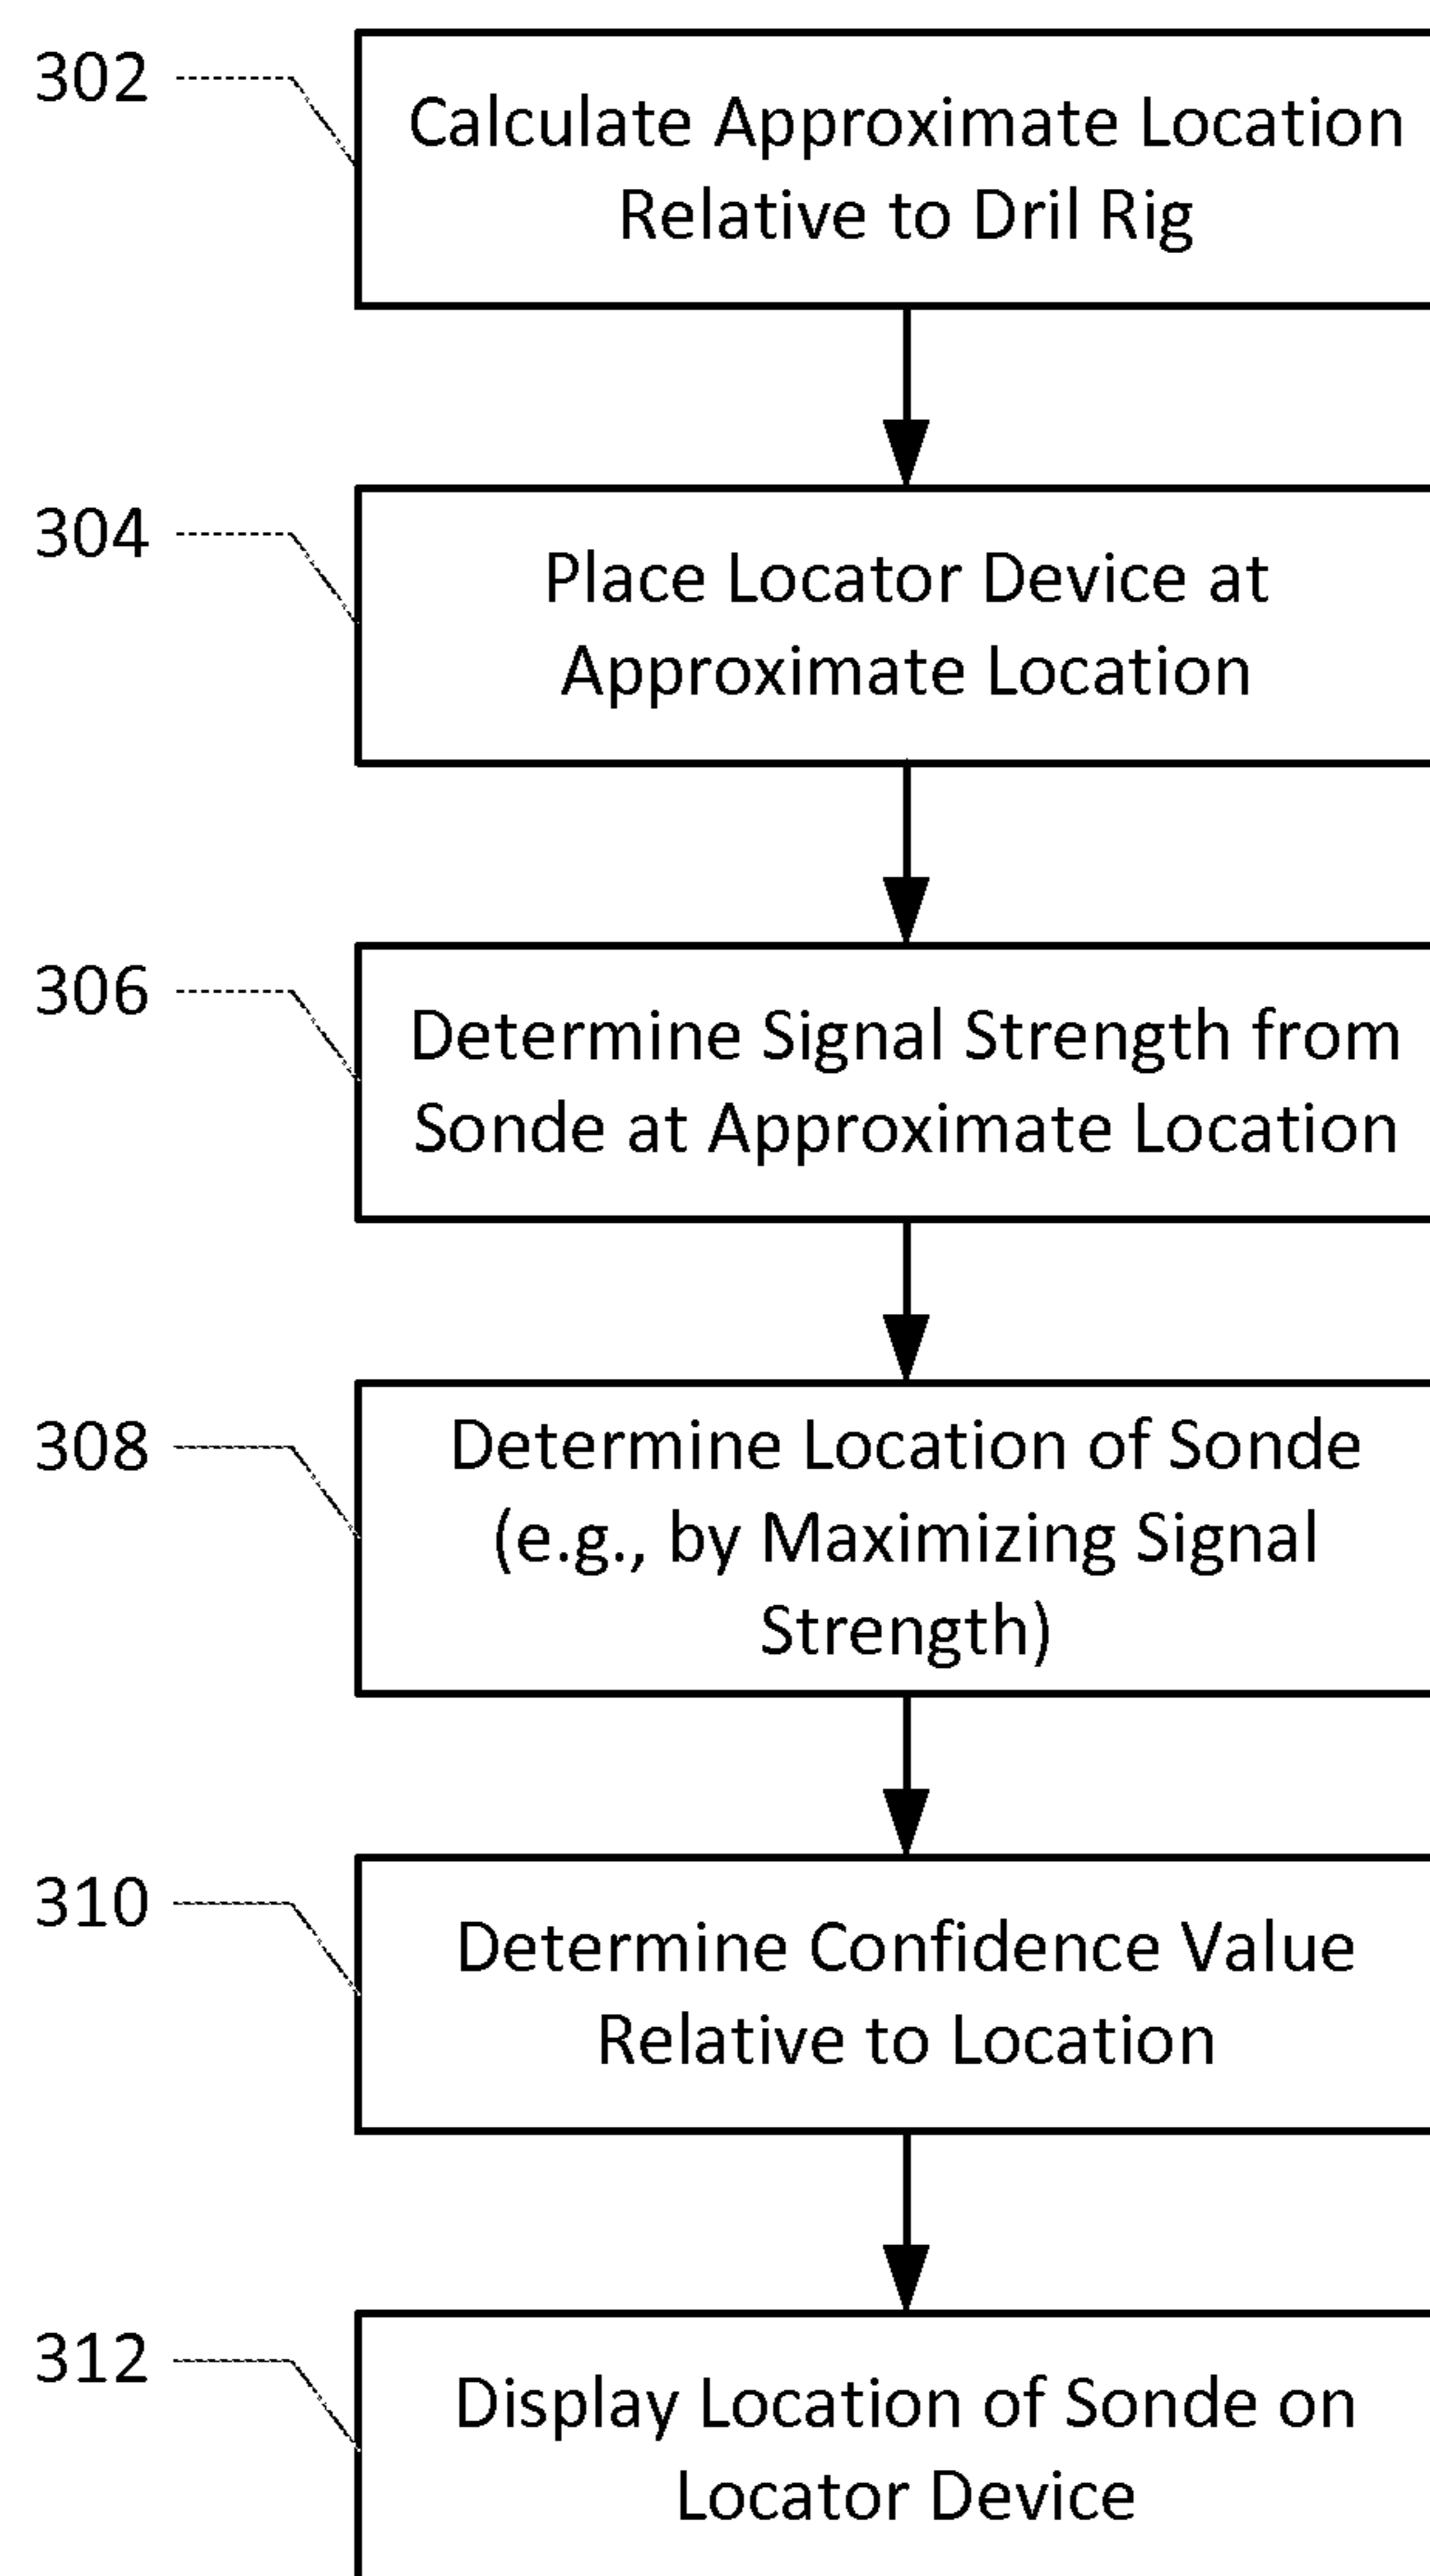 302
Calculate Approximate Location
Relative to Dril Rig
304
Place Locator Device at
Approximate Location
306
Determine Signal Strength from
Sonde at Approximate Location
308
Determine Location of Sonde
(e.g., by Maximizing Signal
Strength)
310
Determine Confidence Value
Relative to Location
312
Display Location of Sonde on
Locator Device